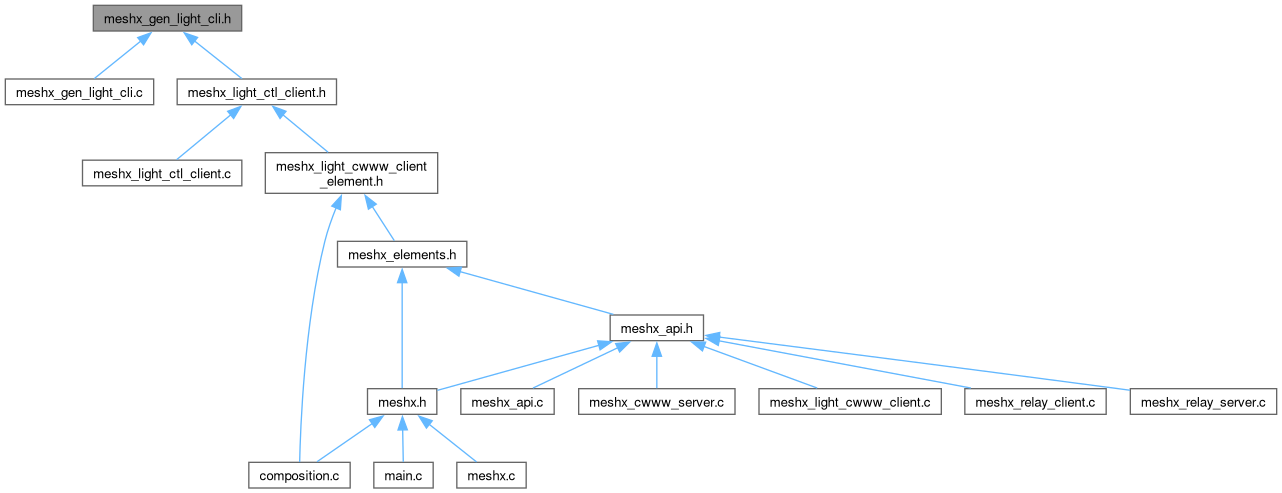 meshx_gen_light_cli.h
meshx_gen_light_cli.c
meshx_light_ctl_client.h
meshx_light_ctl_client.c
meshx_light_cwww_client
_element.h
meshx_elements.h
meshx_api.h
meshx.h
meshx_api.c
meshx_cwww_server.c
meshx_light_cwww_client.c
meshx_relay_client.c
meshx_relay_server.c
composition.c
main.c
meshx.c